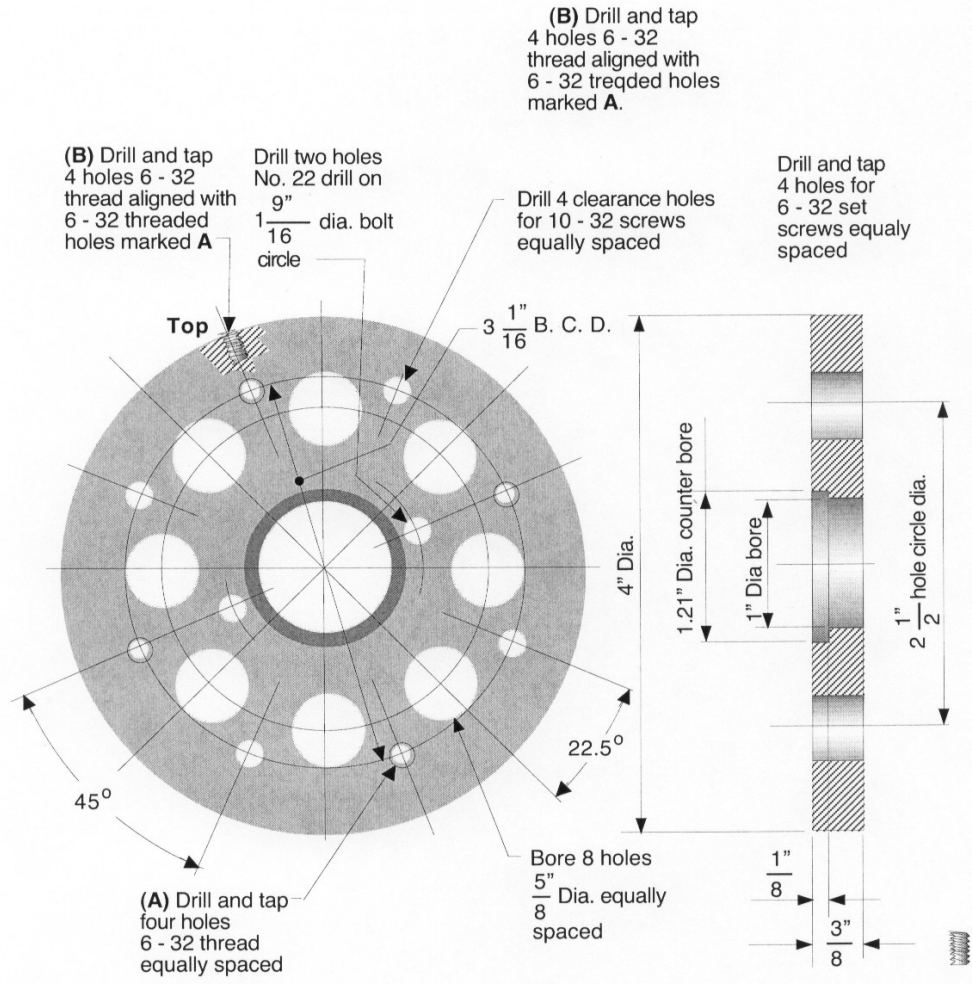 (B) Drill and tap
4 holes 6 - 32
thread aligned with
6 - 32 treqded holes
marked A.
(B) Drill and tap
4 holes 6 - 32
thread aligned with
6 - 32 threaded
holes marked A
Drill two holes
No. 22 drill on
1 9"/16 dia. bolt
circle
Drill 4 clearance holes
for 10 - 32 screws
equally spaced
Drill and tap
4 holes for
6 - 32 set
screws equaly
spaced
Top
3 1"/16 B. C. D.
4" Dia.
1.21" Dia. counter bore
1" Dia bore
2 1"/2 hole circle dia.
22.5°
45°
Bore 8 holes
5"/8 Dia. equally
spaced
(A) Drill and tap
four holes
6 - 32 thread
equally spaced
1"/8
3"/8